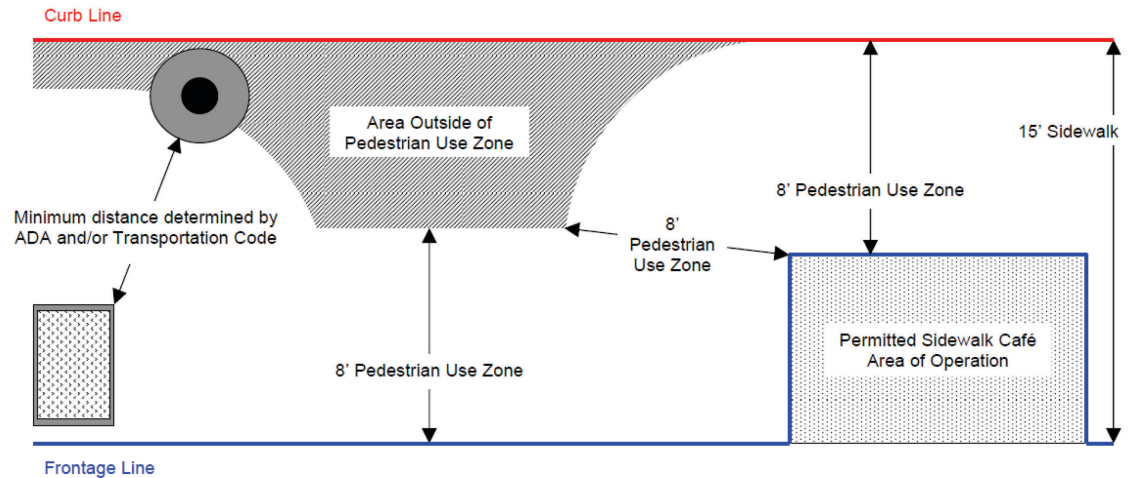 Curb Line
Area Outside of
Pedestrian Use Zone
15’ Sidewalk
8’ Pedestrian Use Zone
Minimum distance determined by
ADA and/or Transportation Code
8’
Pedestrian
Use Zone
Permitted Sidewalk Café
Area of Operation
8’ Pedestrian Use Zone
Frontage Line